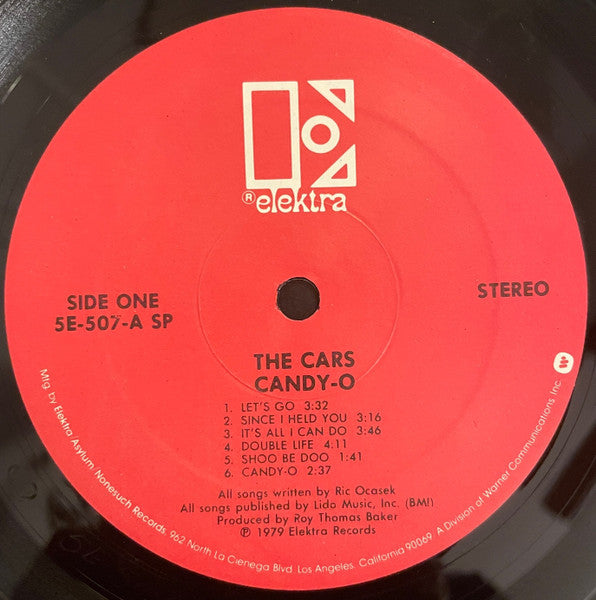 ® elektra
SIDE ONE
5E-507-A SP
STEREO
THE CARS
CANDY-O
1. LET'S GO 3:32
2. SINCE I HELD YOU 3:16
3. IT'S ALL I CAN DO 3:46
4. DOUBLE LIFE 4:11
5. SHOO BE DOO 1:41
6. CANDY-O 2:37
All songs written by Ric Ocasek
All songs published by Lido Music, Inc. (BMI)
Produced by Roy Thomas Baker
℗ 1979 Elektra Records
Mfg. by Elektra Asylum Nonesuch Records, 962 North La Cienega Blvd. Los Angeles, California 90069 A Division of Warner Communications, Inc. W